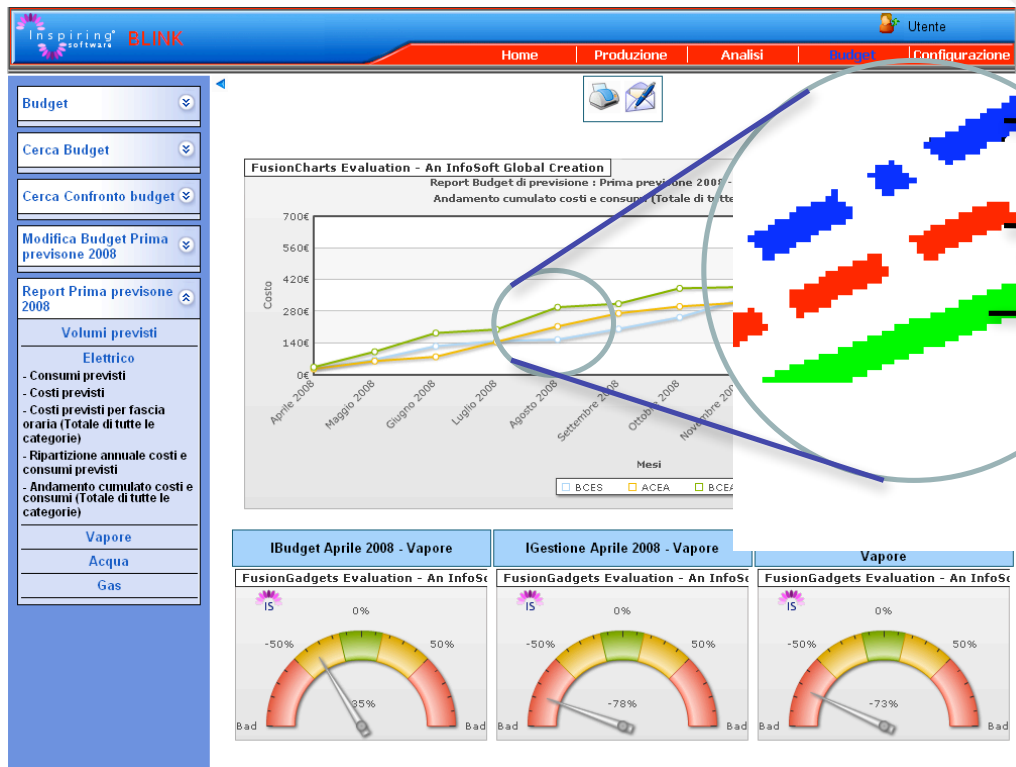 Inspiring®
software
BLINK
Utente
Home
Produzione
Analisi
Budget
Configurazione
Budget
Cerca Budget
Cerca Confronto budget
Modifica Budget Prima
previsone 2008
Report Prima previsone
2008
Volumi previsti
Elettrico
- Consumi previsti
- Costi previsti
- Costi previsti per fascia
oraria (Totale di tutte le
categorie)
- Ripartizione annuale costi e
consumi previsti
- Andamento cumulato costi e
consumi (Totale di tutte le
categorie)
Vapore
Acqua
Gas
FusionCharts Evaluation - An InfoSoft Global Creation
Report Budget di previsione : Prima previsone 2008 -
Andamento cumulato costi e consumi (Totale di tutte
700€
560€
420€
280€
140€
0€
Costo
Aprile 2008
Maggio 2008
Giugno 2008
Luglio 2008
Agosto 2008
Settembre 2008
Ottobre 2008
Novembre 200
Mesi
BCES
ACEA
BCEA
IBudget Aprile 2008 - Vapore
IGestione Aprile 2008 - Vapore
Vapore
FusionGadgets Evaluation - An InfoSo
IS
0%
-50%
50%
35%
Bad
Bad
FusionGadgets Evaluation - An InfoSo
IS
0%
-50%
50%
-78%
Bad
Bad
FusionGadgets Evaluation - An InfoSo
IS
0%
-50%
50%
-73%
Bad
Bad